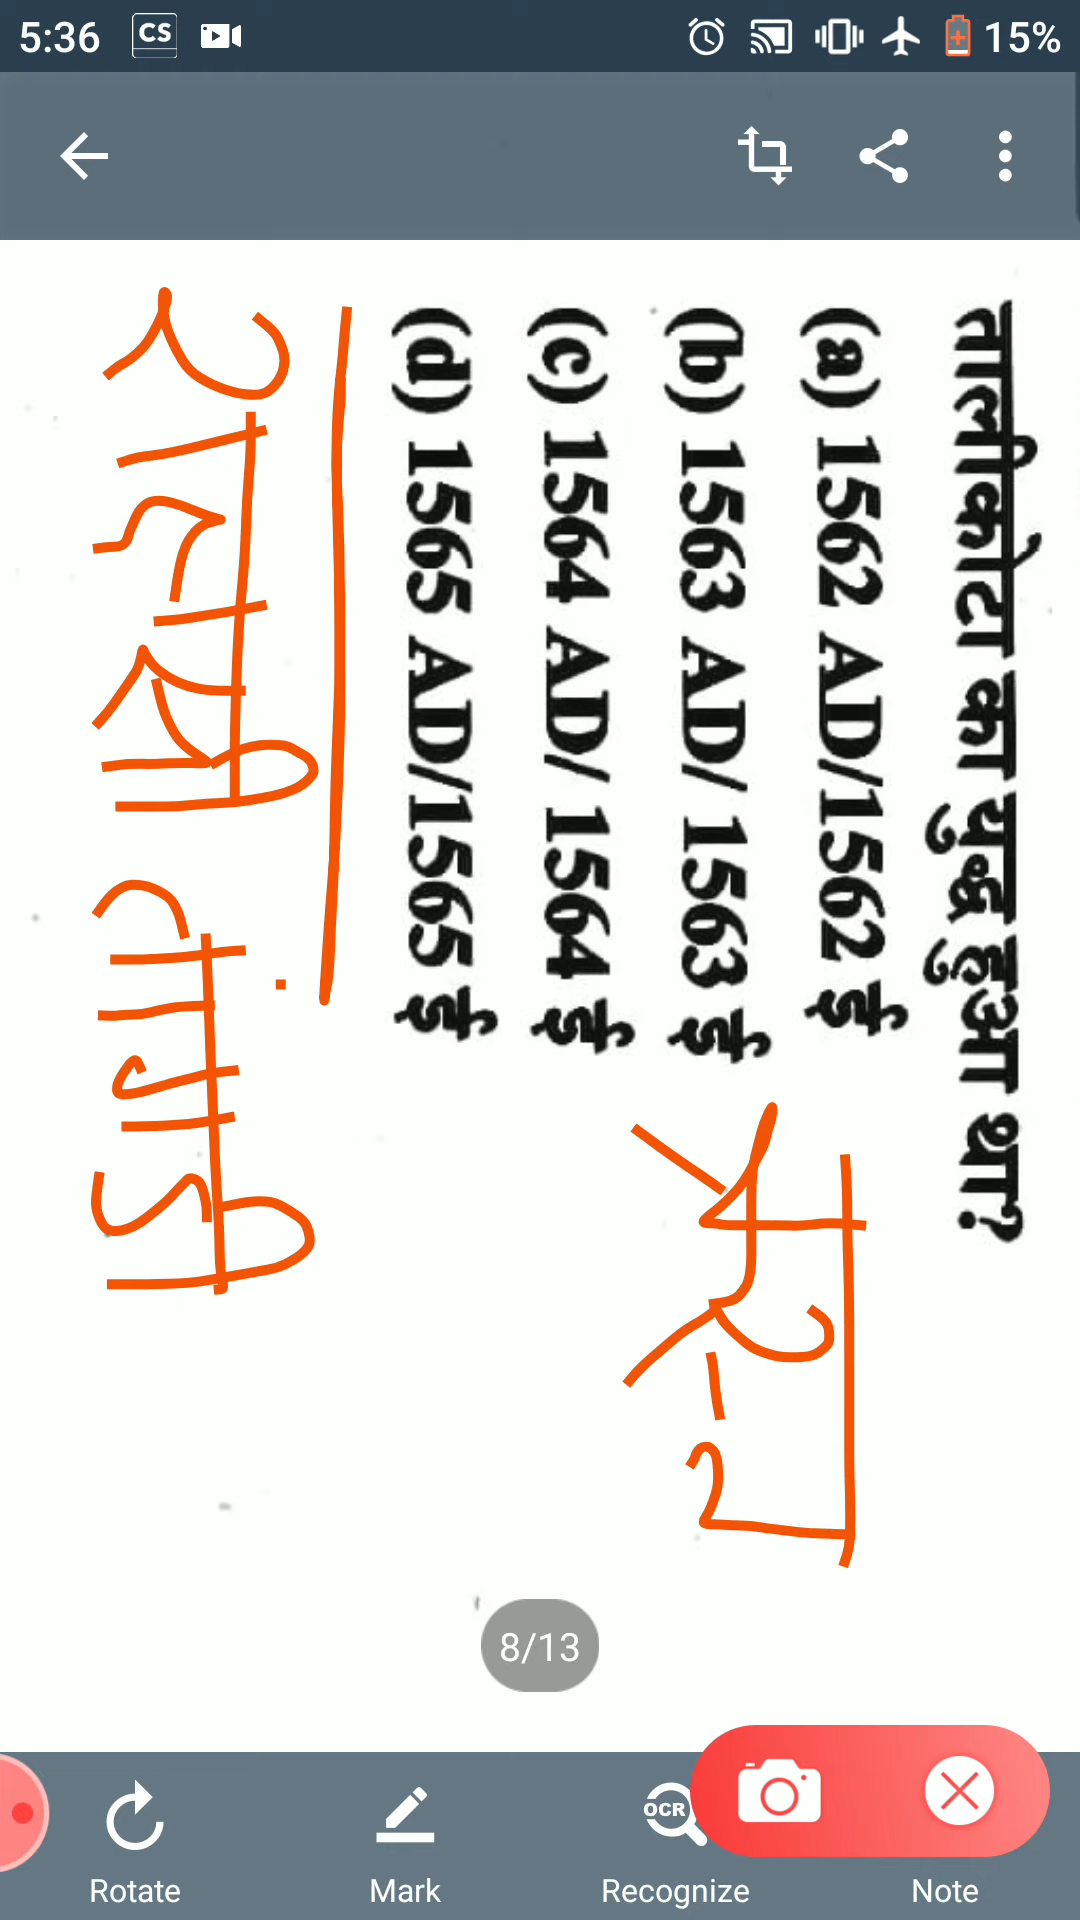 5:36 CS 15%
तालीकोटा का युद्ध हुआ था?
(a) 1562 AD/1562 ई
(b) 1563 AD/ 1563 ई
(c) 1564 AD/ 1564 ई
(d) 1565 AD/1565 ई
8/13
OCR
Rotate Mark Recognize Note